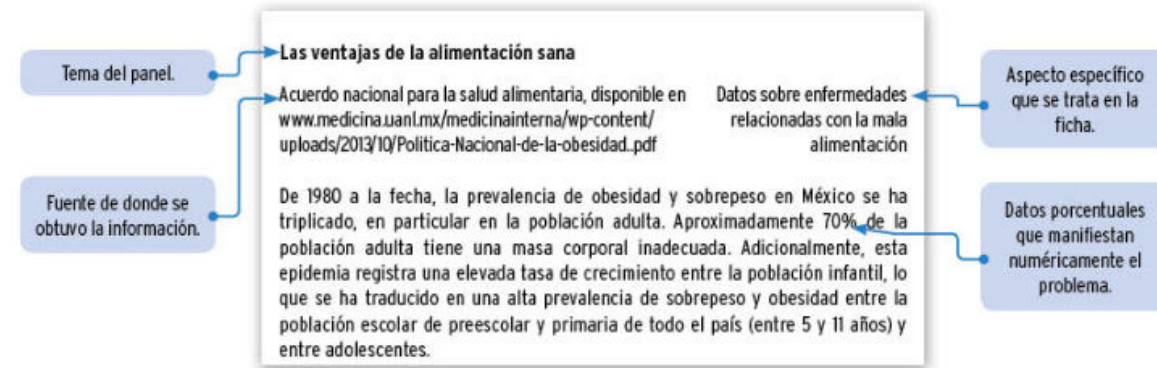 Las ventajas de la alimentación sana
Tema del panel.
Acuerdo nacional para la salud alimentaria, disponible en
www.medicina.uanl.mx/medicinainterna/wp-content/
uploads/2013/10/Politica-Nacional-de-la-obesidad..pdf
Datos sobre enfermedades
relacionadas con la mala
alimentación
Aspecto específico
que se trata en la
ficha.
Fuente de donde se
obtuvo la información.
De 1980 a la fecha, la prevalencia de obesidad y sobrepeso en México se ha
triplicado, en particular en la población adulta. Aproximadamente 70% de la
población adulta tiene una masa corporal inadecuada. Adicionalmente, esta
epidemia registra una elevada tasa de crecimiento entre la población infantil, lo
que se ha traducido en una alta prevalencia de sobrepeso y obesidad entre la
población escolar de preescolar y primaria de todo el país (entre 5 y 11 años) y
entre adolescentes.
Datos porcentuales
que manifiestan
numéricamente el
problema.